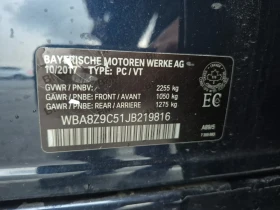 BAYERISCHE MOTOREN WERKE AG
10/2017 TYPE: PC/VT
GVWR / PNBV: 2255 kg
GAWR / PNBE: FRONT / AVANT 1050 kg
GAWR / PNBE: REAR / ARRIERE 1275 kg
WBA8Z9C51JB219816
EC